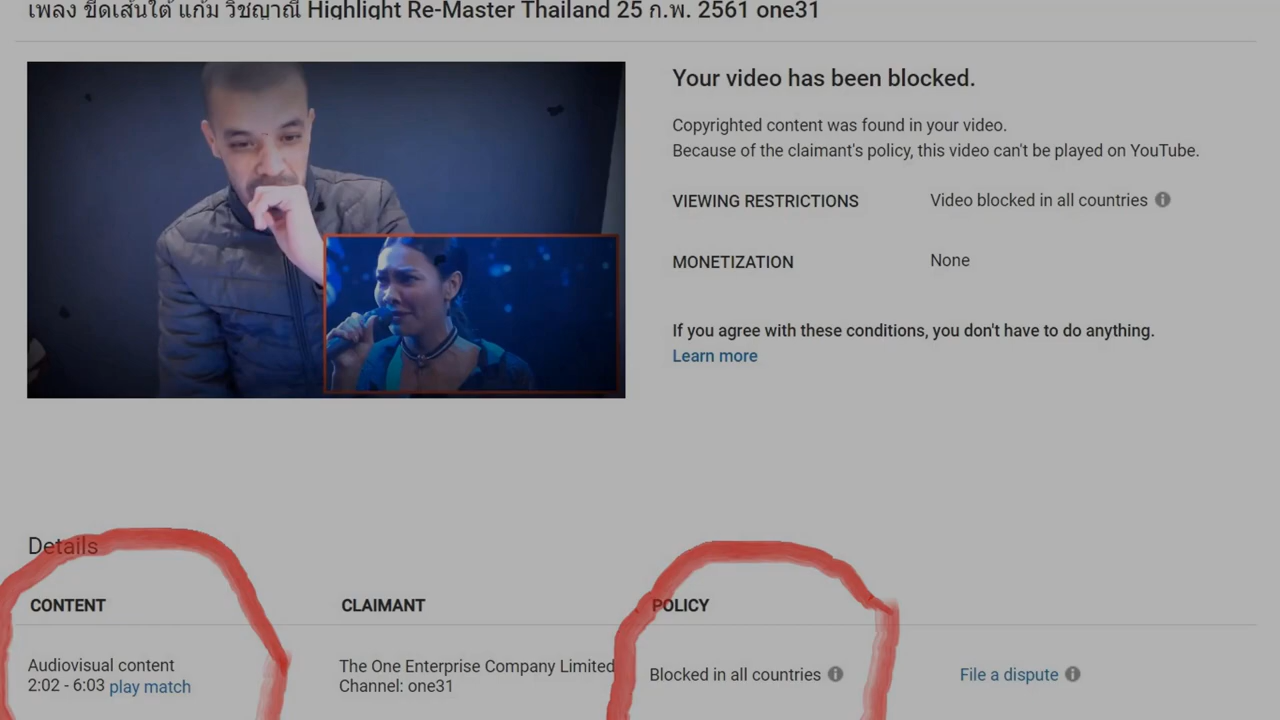 เพลง ขีดเส้นใต้ แก้ม วิชญาณี Highlight Re-Master Thailand 25 ก.พ. 2561 one31
Your video has been blocked.
Copyrighted content was found in your video.
Because of the claimant's policy, this video can't be played on YouTube.
VIEWING RESTRICTIONS Video blocked in all countries
MONETIZATION None
If you agree with these conditions, you don't have to do anything.
Learn more
Details
CONTENT CLAIMANT POLICY
Audiovisual content The One Enterprise Company Limited Blocked in all countries File a dispute
2:02 - 6:03 play match Channel: one31